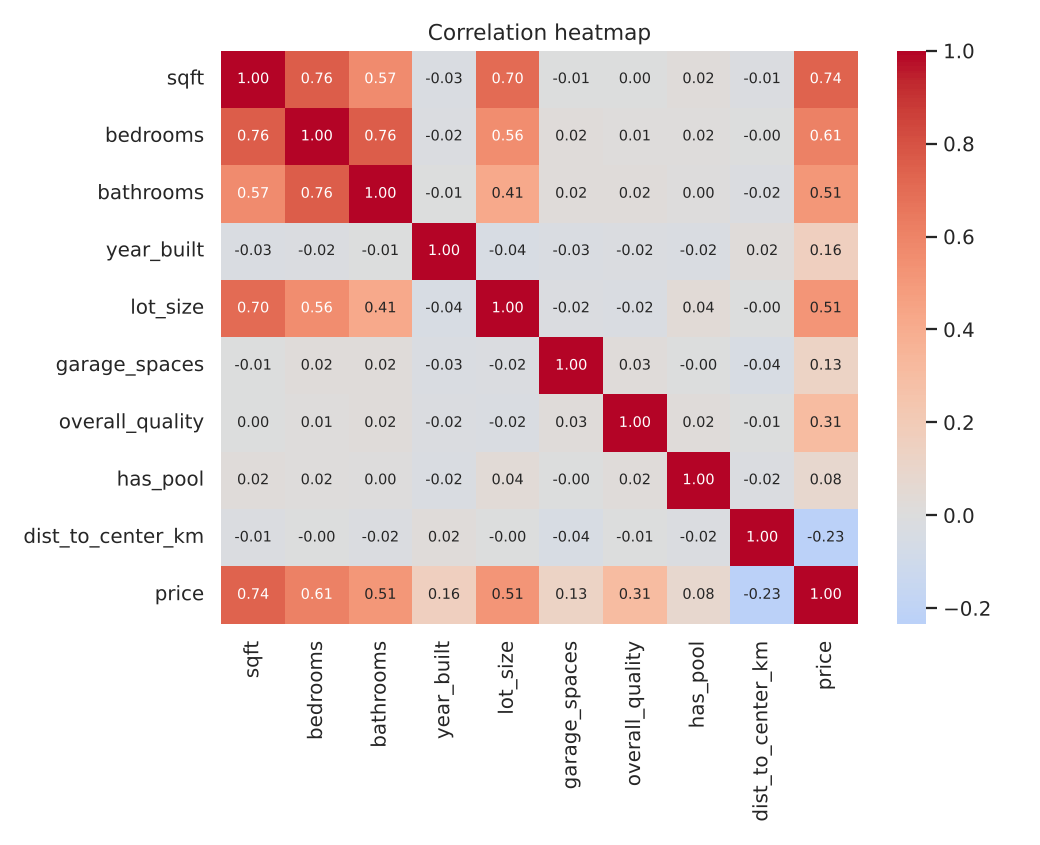 Correlation heatmap
sqft 1.00 0.76 0.57 -0.03 0.70 -0.01 0.00 0.02 -0.01 0.74
bedrooms 0.76 1.00 0.76 -0.02 0.56 0.02 0.01 0.02 -0.00 0.61
bathrooms 0.57 0.76 1.00 -0.01 0.41 0.02 0.02 0.00 -0.02 0.51
year_built -0.03 -0.02 -0.01 1.00 -0.04 -0.03 -0.02 -0.02 0.02 0.16
lot_size 0.70 0.56 0.41 -0.04 1.00 -0.02 -0.02 0.04 -0.00 0.51
garage_spaces -0.01 0.02 0.02 -0.03 -0.02 1.00 0.03 -0.00 -0.04 0.13
overall_quality 0.00 0.01 0.02 -0.02 -0.02 0.03 1.00 0.02 -0.01 0.31
has_pool 0.02 0.02 0.00 -0.02 0.04 -0.00 0.02 1.00 -0.02 0.08
dist_to_center_km -0.01 -0.00 -0.02 0.02 -0.00 -0.04 -0.01 -0.02 1.00 -0.23
price 0.74 0.61 0.51 0.16 0.51 0.13 0.31 0.08 -0.23 1.00
sqft
bedrooms
bathrooms
year_built
lot_size
garage_spaces
overall_quality
has_pool
dist_to_center_km
price
1.0
0.8
0.6
0.4
0.2
0.0
−0.2